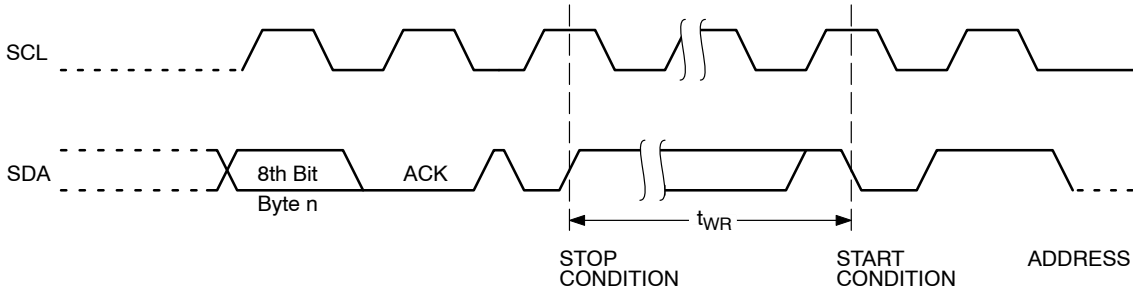 SCL
SDA
8th Bit
Byte n
ACK
tWR
STOP
CONDITION
START
CONDITION
ADDRESS